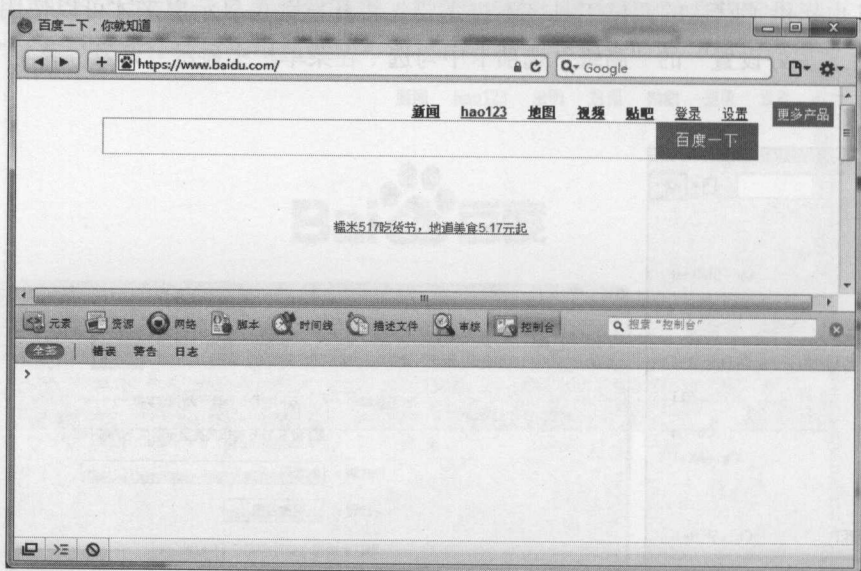 百度一下，你就知道
https://www.baidu.com/
Google
新闻 hao123 地图 视频 贴吧 登录 设置 更多产品
百度一下
糯米517吃货节，地道美食5.17元起
元素 资源 网络 脚本 时间线 描述文件 审核 控制台 搜索“控制台”
全部 错误 警告 日志